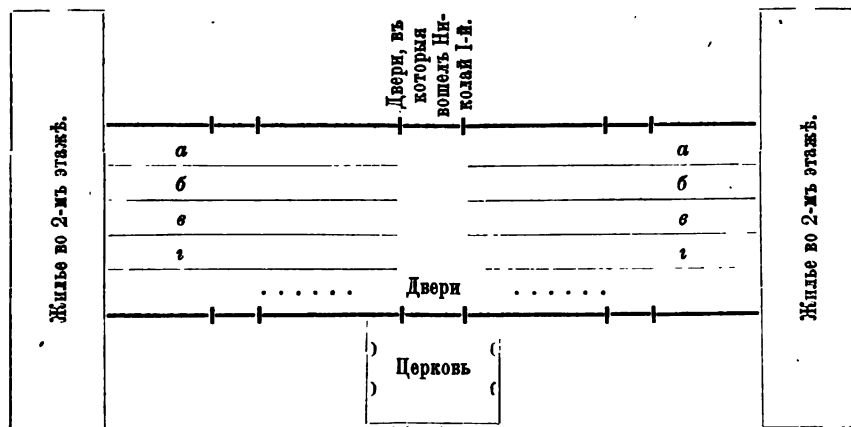 Жилье во 2-мъ этажѣ.
Двери, въ
которыя
вошелъ Ни-
колай I-й.
Жилье во 2-мъ этажѣ.
а а
б б
в в
г г
Двери
Церковь